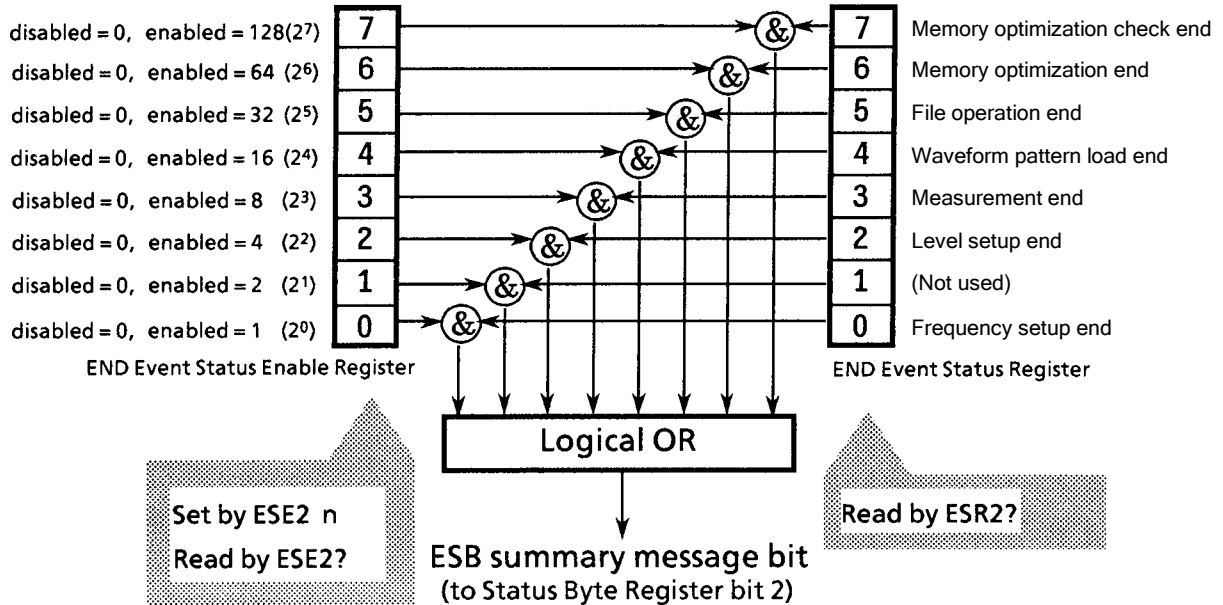 disabled = 0, enabled = 128(2⁷) 7 & 7 Memory optimization check end
disabled = 0, enabled = 64 (2⁶) 6 & 6 Memory optimization end
disabled = 0, enabled = 32 (2⁵) 5 & 5 File operation end
disabled = 0, enabled = 16 (2⁴) 4 & 4 Waveform pattern load end
disabled = 0, enabled = 8 (2³) 3 & 3 Measurement end
disabled = 0, enabled = 4 (2²) 2 & 2 Level setup end
disabled = 0, enabled = 2 (2¹) 1 & 1 (Not used)
disabled = 0, enabled = 1 (2⁰) 0 & 0 Frequency setup end
END Event Status Enable Register
END Event Status Register
Logical OR
Set by ESE2 n
Read by ESE2?
Read by ESR2?
ESB summary message bit
(to Status Byte Register bit 2)